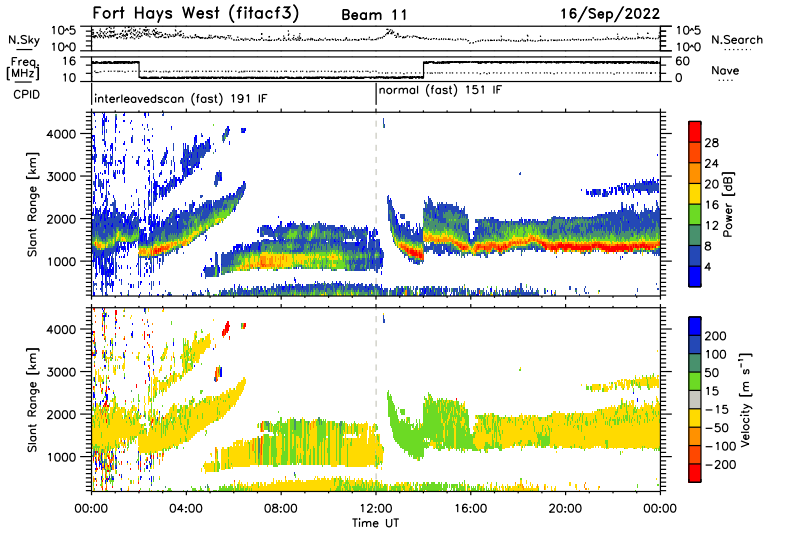 Fort Hays West (fitacf3) Beam 11 16/Sep/2022
N.Sky 10^5 10^0 10^5 10^0 N.Search
Freq. [MHz] 16 10 60 0 Nave
CPID interleavedscan (fast) 191 IF normal (fast) 151 IF
Slant Range [km]
4000
3000
2000
1000
28
24
20
16
12
8
4
Power [dB]
Slant Range [km]
4000
3000
2000
1000
200
100
50
15
-15
-50
-100
-200
Velocity [m s⁻¹]
00:00 04:00 08:00 12:00 16:00 20:00 00:00
Time UT